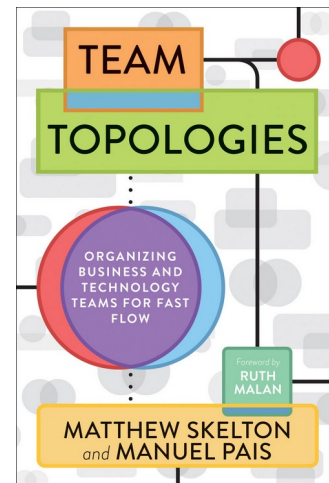 TEAM
TOPOLOGIES
ORGANIZING
BUSINESS AND
TECHNOLOGY
TEAMS FOR FAST
FLOW
Foreword by
RUTH
MALAN
MATTHEW SKELTON
and MANUEL PAIS